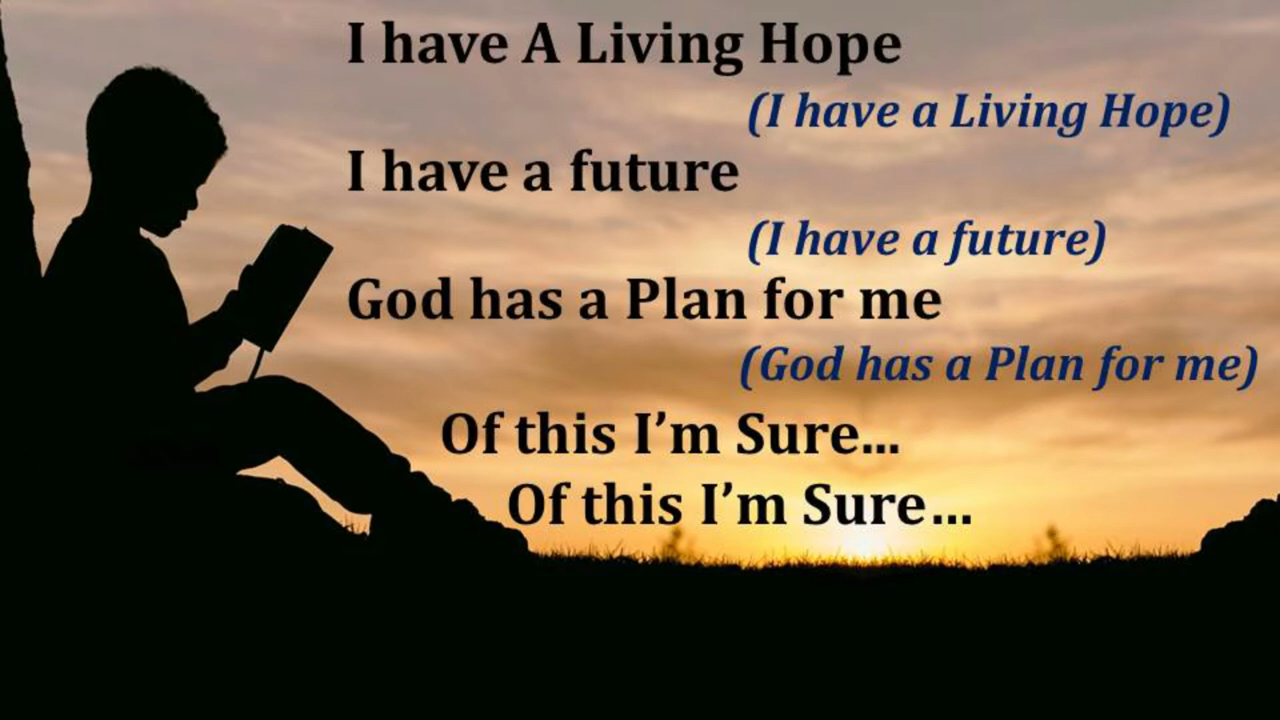 I have A Living Hope
(I have a Living Hope)
I have a future
(I have a future)
God has a Plan for me
(God has a Plan for me)
Of this I’m Sure...
Of this I’m Sure…